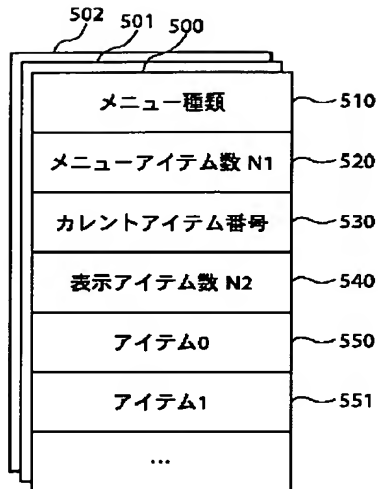 502
501
500
メニュー種類 510
メニューアイテム数 N1 520
カレントアイテム番号 530
表示アイテム数 N2 540
アイテム0 550
アイテム1 551
...